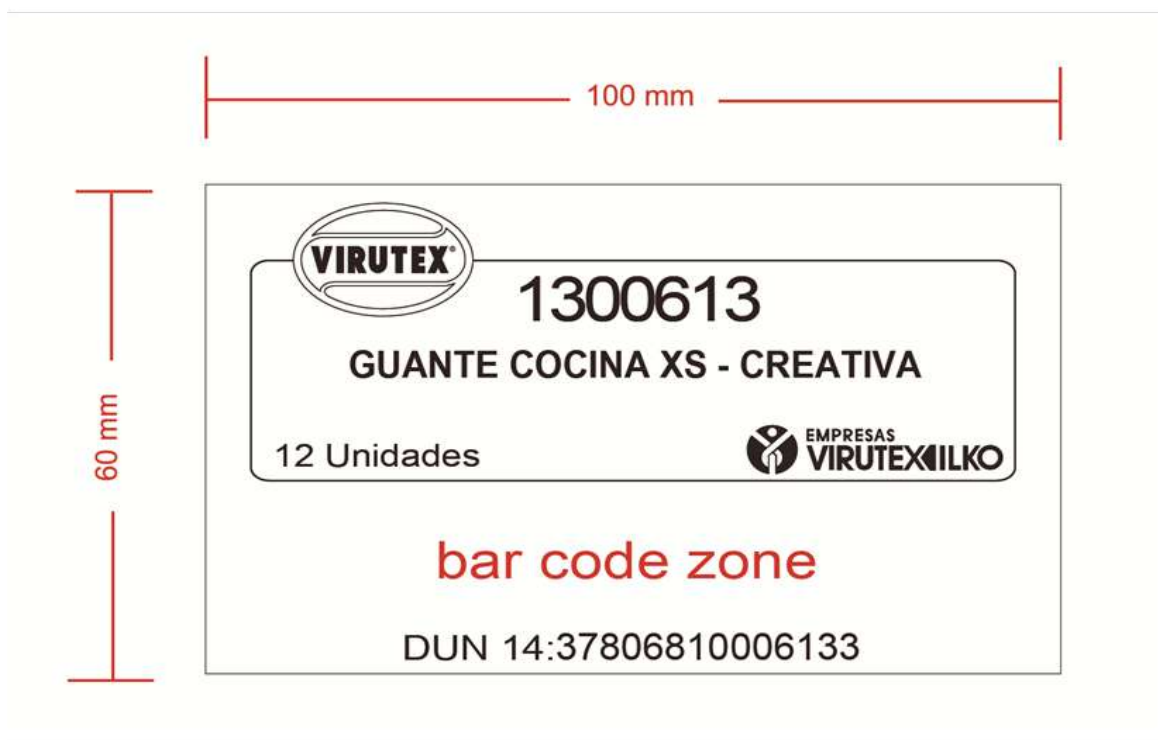 100 mm
VIRUTEX®
1300613
GUANTE COCINA XS - CREATIVA
60 mm
12 Unidades
EMPRESAS
VIRUTEX ILKO
bar code zone
DUN 14:37806810006133